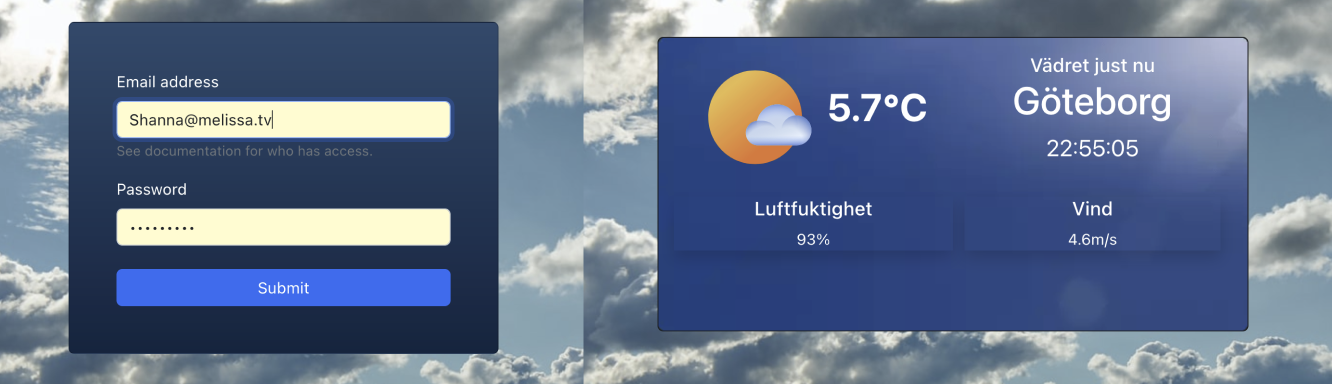 Email address
Shanna@melissa.tv
See documentation for who has access.
Password
•••••••••
Submit
5.7°C
Vädret just nu
Göteborg
22:55:05
Luftfuktighet
93%
Vind
4.6m/s